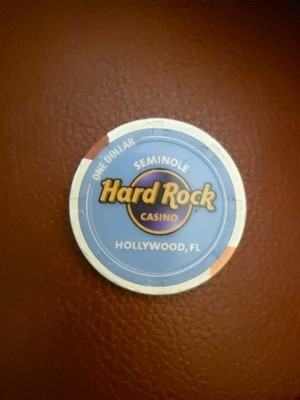 ONE DOLLAR
SEMINOLE
Hard Rock
CASINO
HOLLYWOOD, FL